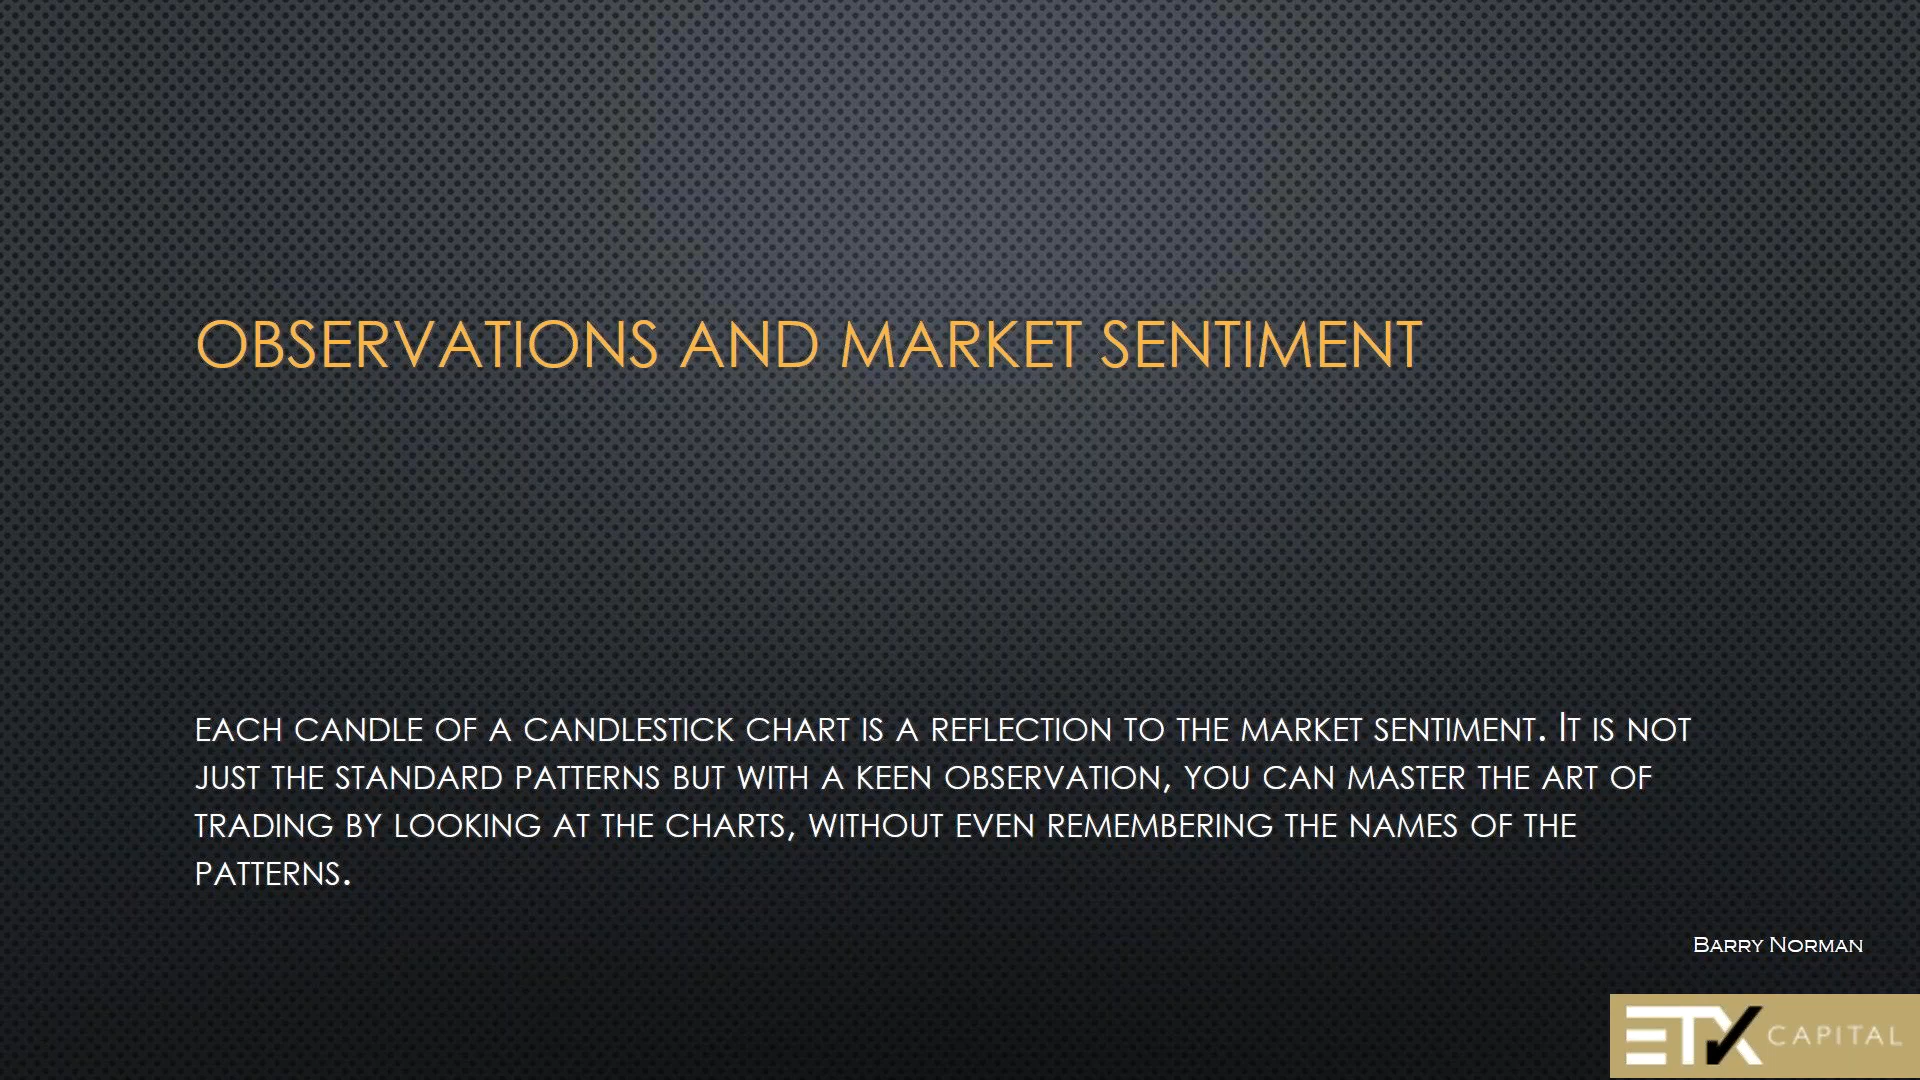 OBSERVATIONS AND MARKET SENTIMENT
EACH CANDLE OF A CANDLESTICK CHART IS A REFLECTION TO THE MARKET SENTIMENT. IT IS NOT
JUST THE STANDARD PATTERNS BUT WITH A KEEN OBSERVATION, YOU CAN MASTER THE ART OF
TRADING BY LOOKING AT THE CHARTS, WITHOUT EVEN REMEMBERING THE NAMES OF THE
PATTERNS.
BARRY NORMAN
ETX CAPITAL